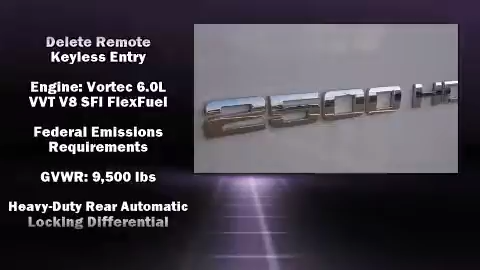 Delete Remote
Keyless Entry
Engine: Vortec 6.0L
VVT V8 SFI FlexFuel
Federal Emissions
Requirements
GVWR: 9,500 lbs
Heavy-Duty Rear Automatic
Locking Differential
2500 HD